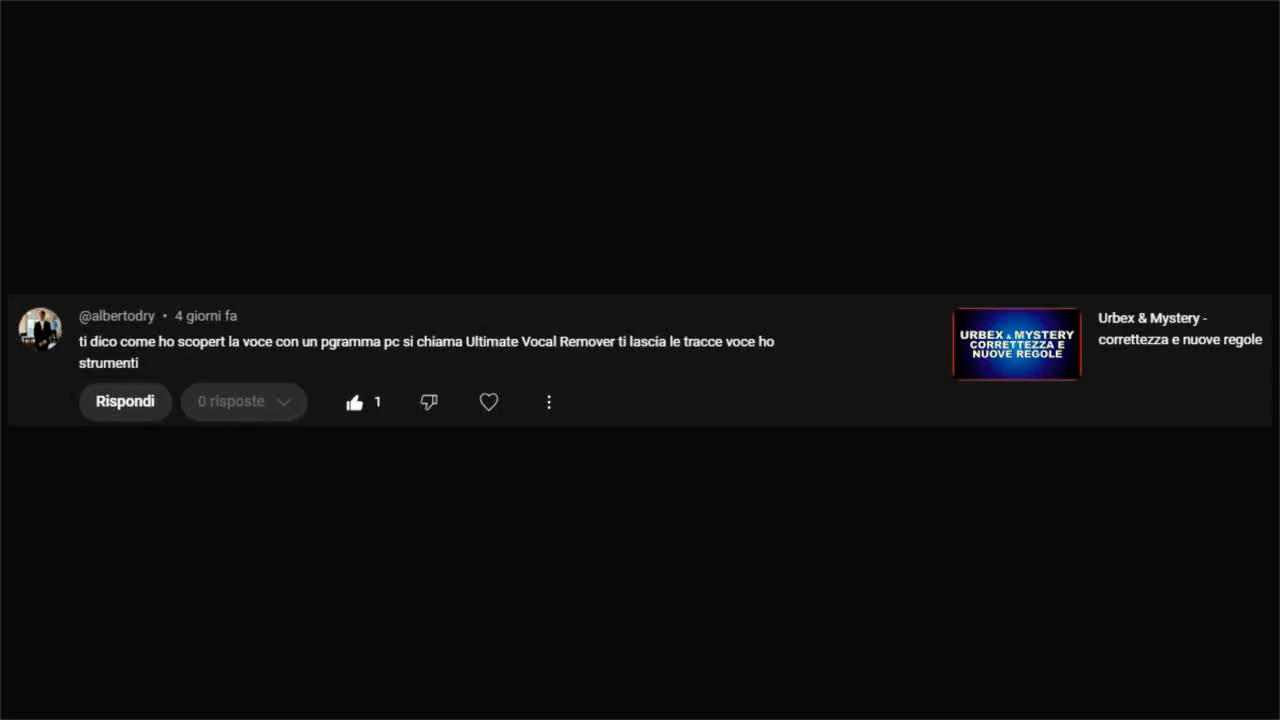 @albertodry • 4 giorni fa
ti dico come ho scopert la voce con un pgramma pc si chiama Ultimate Vocal Remover ti lascia le tracce voce ho
strumenti
Rispondi
0 risposte
1
URBEX & MYSTERY
CORRETTEZZA E
NUOVE REGOLE
Urbex & Mystery -
correttezza e nuove regole